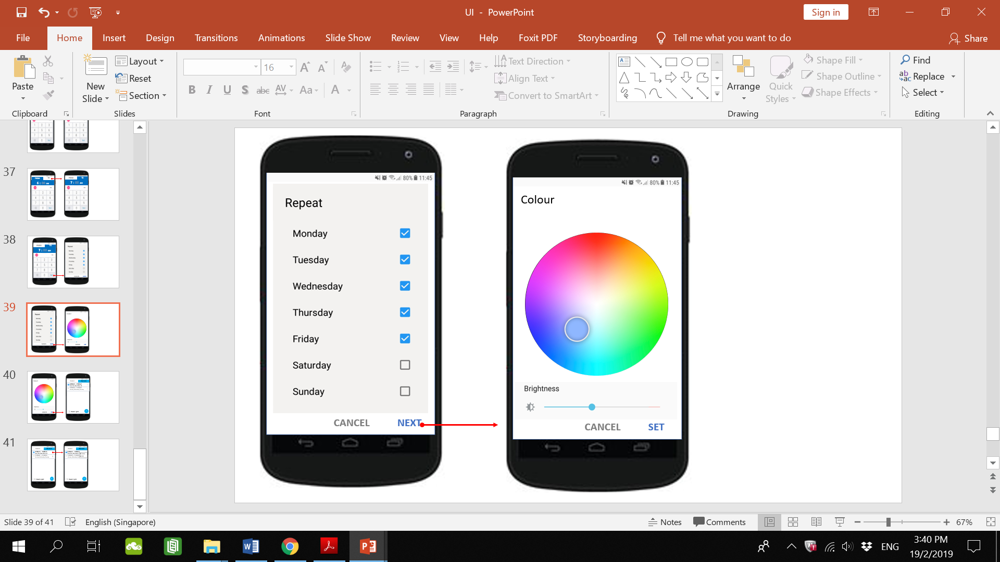 UI - PowerPoint
Sign in
File Home Insert Design Transitions Animations Slide Show Review View Help Foxit PDF Storyboarding Tell me what you want to do Share
Paste
New Slide
Layout
Reset
Section
16
B I U S abc AV Aa A
Text Direction
Align Text
Convert to SmartArt
Arrange
Quick Styles
Shape Fill
Shape Outline
Shape Effects
Find
Replace
Select
Clipboard Slides Font Paragraph Drawing Editing
37
38
39
40
41
80% 11:45
Repeat
Monday
Tuesday
Wednesday
Thursday
Friday
Saturday
Sunday
CANCEL NEXT
80% 11:45
Colour
Brightness
CANCEL SET
Slide 39 of 41 English (Singapore) Notes Comments 67%
ENG
3:40 PM
19/2/2019